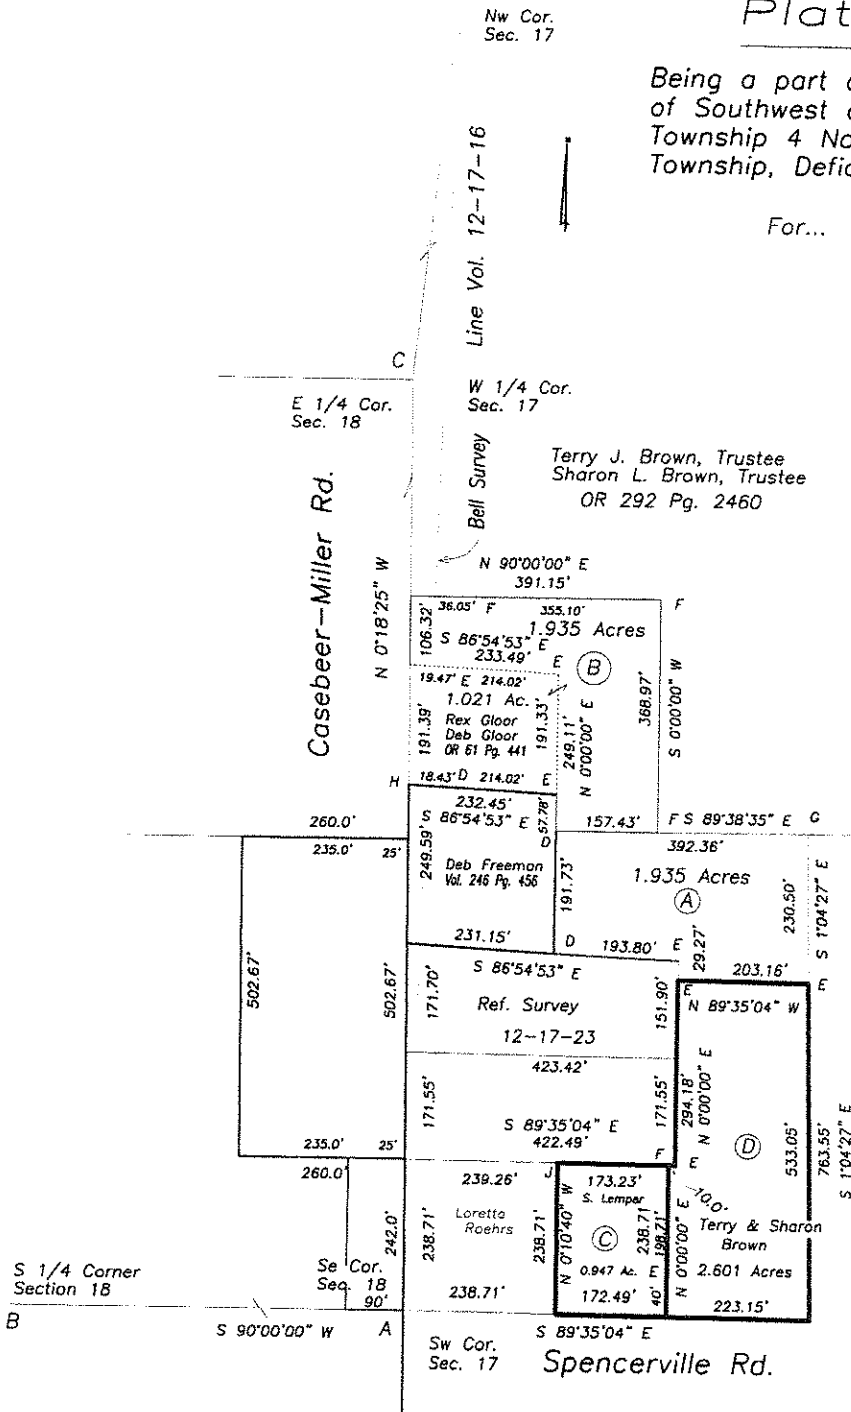 Plat
Nw Cor.
Sec. 17
Being a part
of Southwest
Township 4 No
Township, Defia
For...
Line Vol. 12-17-16
Bell Survey
C
E 1/4 Cor.
Sec. 18
W 1/4 Cor.
Sec. 17
Terry J. Brown, Trustee
Sharon L. Brown, Trustee
OR 292 Pg. 2460
Casebeer-Miller Rd.
N 0°18'25" W
N 90°00'00" E
391.15'
36.05' F 355.10' F
106.32'
1.935 Acres
S 86°54'53" E
233.49' E
E
B
19.47' E 214.02'
1.021 Ac.
Rex Gloor
Deb Gloor
OR 61 Pg. 441
191.39'
191.33'
249.11'
N 0°00'00" E
368.97'
S 0°00'00" W
H 18.43' D 214.02' E
232.45'
S 86°54'53" E
57.78'
D
157.43' F S 89°38'35" E G
392.36'
260.0'
235.0' 25'
249.59'
Deb Freeman
Vol. 246 Pg. 456
191.73'
1.935 Acres
A
230.50'
S 1°04'27" E
231.15' D 193.80' E
29.27'
203.16'
E
S 86°54'53" E
E
N 89°35'04" W
502.67'
502.67'
171.70'
Ref. Survey
12-17-23
151.90'
423.42'
171.55'
171.55'
294.18'
N 0°00'00" E
S 89°35'04" E
422.49'
F
E
D
533.05'
763.55'
S 1°04'27" E
235.0' 25'
260.0'
239.26' J
173.23'
S. Lempar
10.0'
242.0'
238.71'
Loretta
Roehrs
238.71'
N 0°10'40" W
C
238.71
198.71'
N 0°00'00" E
Terry & Sharon
Brown
0.947 Ac. E
2.601 Acres
S 1/4 Corner
Section 18
Se Cor.
Sec. 18
90'
238.71'
172.49'
40'
223.15'
B
S 90°00'00" W A
S 89°35'04" E
Sw Cor.
Sec. 17
Spencerville Rd.